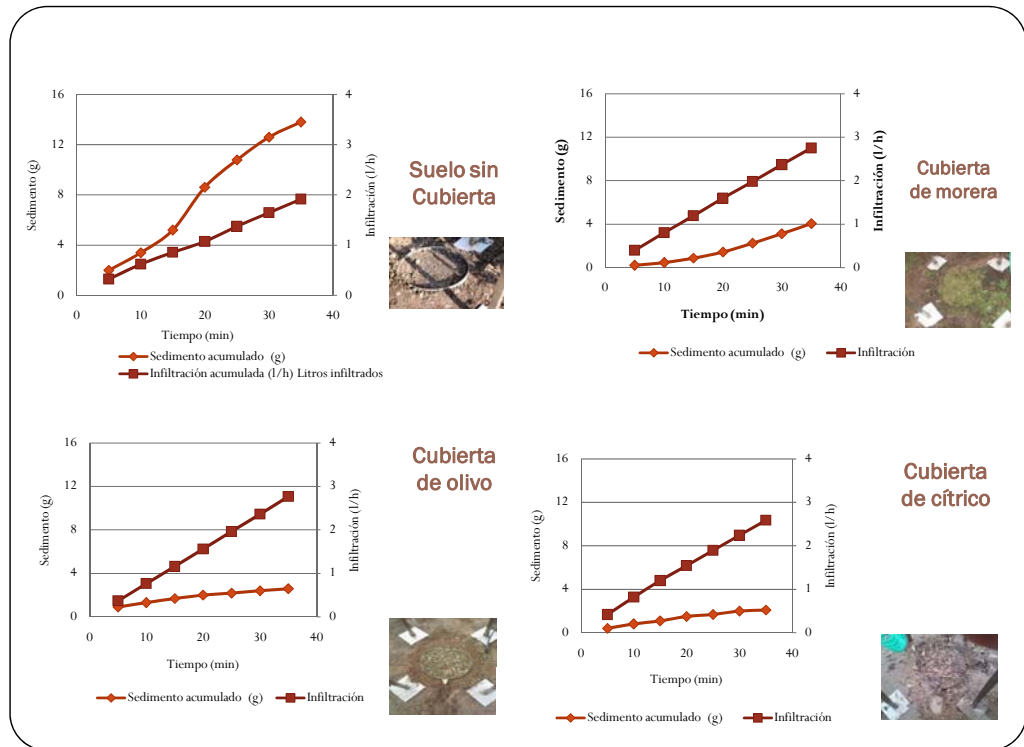 16
12
8
4
0
4
3
2
1
0
0
10
20
30
40
Sedimento (g)
Infiltración (l/h)
Tiempo (min)
Sedimento acumulado (g)
Infiltración acumulada (l/h) Litros infiltrados
Suelo sin
Cubierta
16
12
8
4
0
4
3
2
1
0
0
10
20
30
40
Sedimento (g)
Infiltración (l/h)
Tiempo (min)
Sedimento acumulado (g)
Infiltración
Cubierta
de morera
16
12
8
4
0
4
3
2
1
0
0
10
20
30
40
Sedimento (g)
Infiltración (l/h)
Tiempo (min)
Sedimento acumulado (g)
Infiltración
Cubierta
de olivo
16
12
8
4
0
4
3
2
1
0
0
10
20
30
40
Sedimento (g)
Infiltración (l/h)
Tiempo (min)
Sedimento acumulado (g)
Infiltración
Cubierta
de cítrico